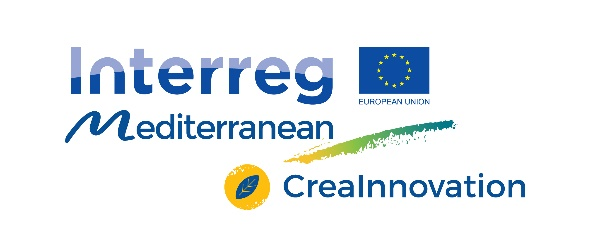 Interreg
EUROPEAN UNION
Mediterranean
CreaInnovation